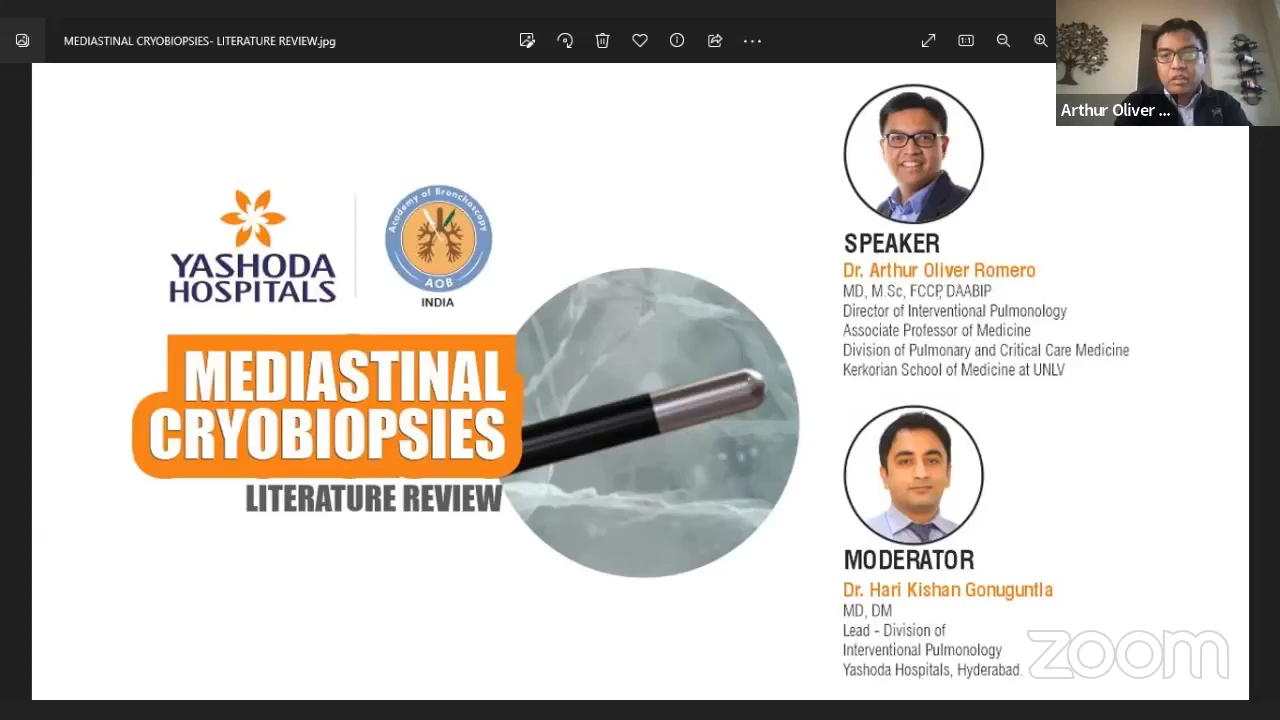 MEDIASTINAL CRYOBIOPSIES- LITERATURE REVIEW.jpg
1:1
Arthur Oliver ...
YASHODA
HOSPITALS
Academy of Bronchoscopy
AOB
INDIA
MEDIASTINAL
CRYOBIOPSIES
LITERATURE REVIEW
SPEAKER
Dr. Arthur Oliver Romero
MD, M.Sc, FCCP, DAABIP
Director of Interventional Pulmonology
Associate Professor of Medicine
Division of Pulmonary and Critical Care Medicine
Kerkorian School of Medicine at UNLV
MODERATOR
Dr. Hari Kishan Gonuguntla
MD, DM
Lead - Division of
Interventional Pulmonology
Yashoda Hospitals, Hyderabad.
zoom